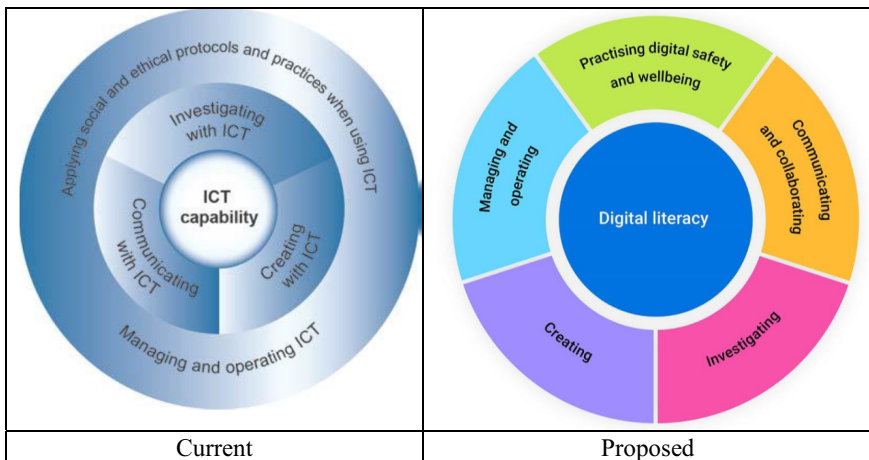 Applying social and ethical protocols and practices when using ICT
Investigating
with ICT
ICT
capability
Communicating
with ICT
Creating
with ICT
Managing and operating ICT
Current
Practising digital safety
and wellbeing
Managing and
operating
Communicating
and collaborating
Digital literacy
Creating
Investigating
Proposed